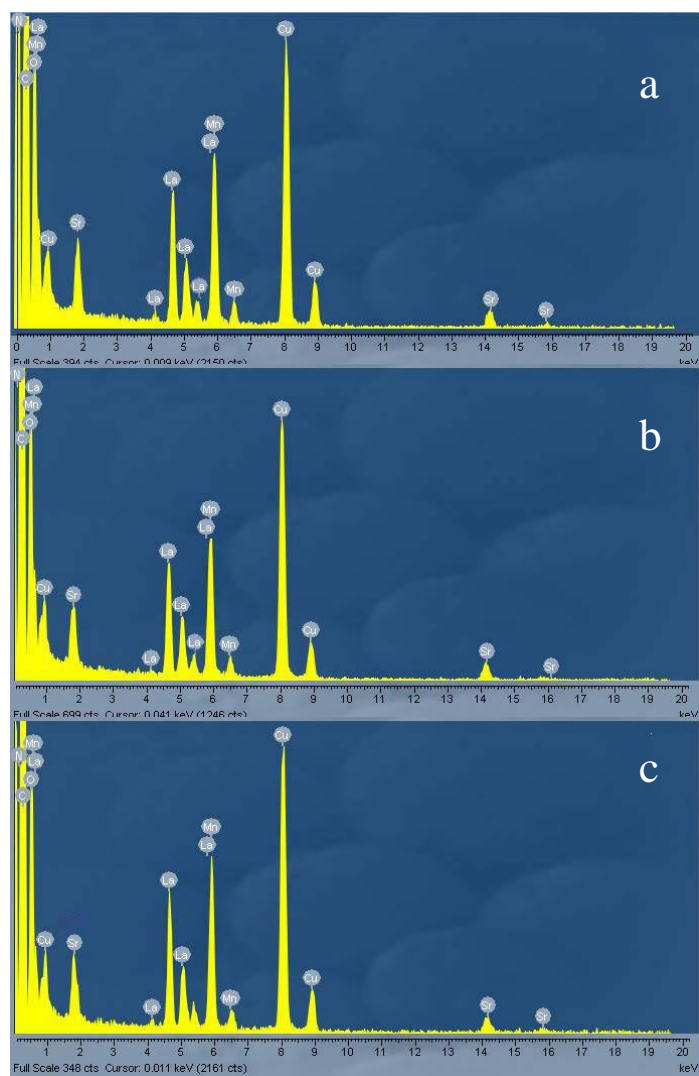 N La
Mn
O
C
Cu
a
Mn
La
La
Cu Sr La
La Cu
La Mn Sr Sr
0 1 2 3 4 5 6 7 8 9 10 11 12 13 14 15 16 17 18 19 20
Full Scale 394 cts Cursor: 0.009 keV (2150 cts) keV
N La
Mn
O
C
Cu
b
Mn
La
La
Cu Sr La
La La Mn Cu Sr Sr
1 2 3 4 5 6 7 8 9 10 11 12 13 14 15 16 17 18 19 20
Full Scale 699 cts Cursor: 0.041 keV (1246 cts) keV
Mn
N La
O
C
Cu
c
Mn
La
La
Cu Sr La
La Mn Cu Sr Sr
1 2 3 4 5 6 7 8 9 10 11 12 13 14 15 16 17 18 19 20
Full Scale 348 cts Cursor: 0.011 keV (2161 cts) keV